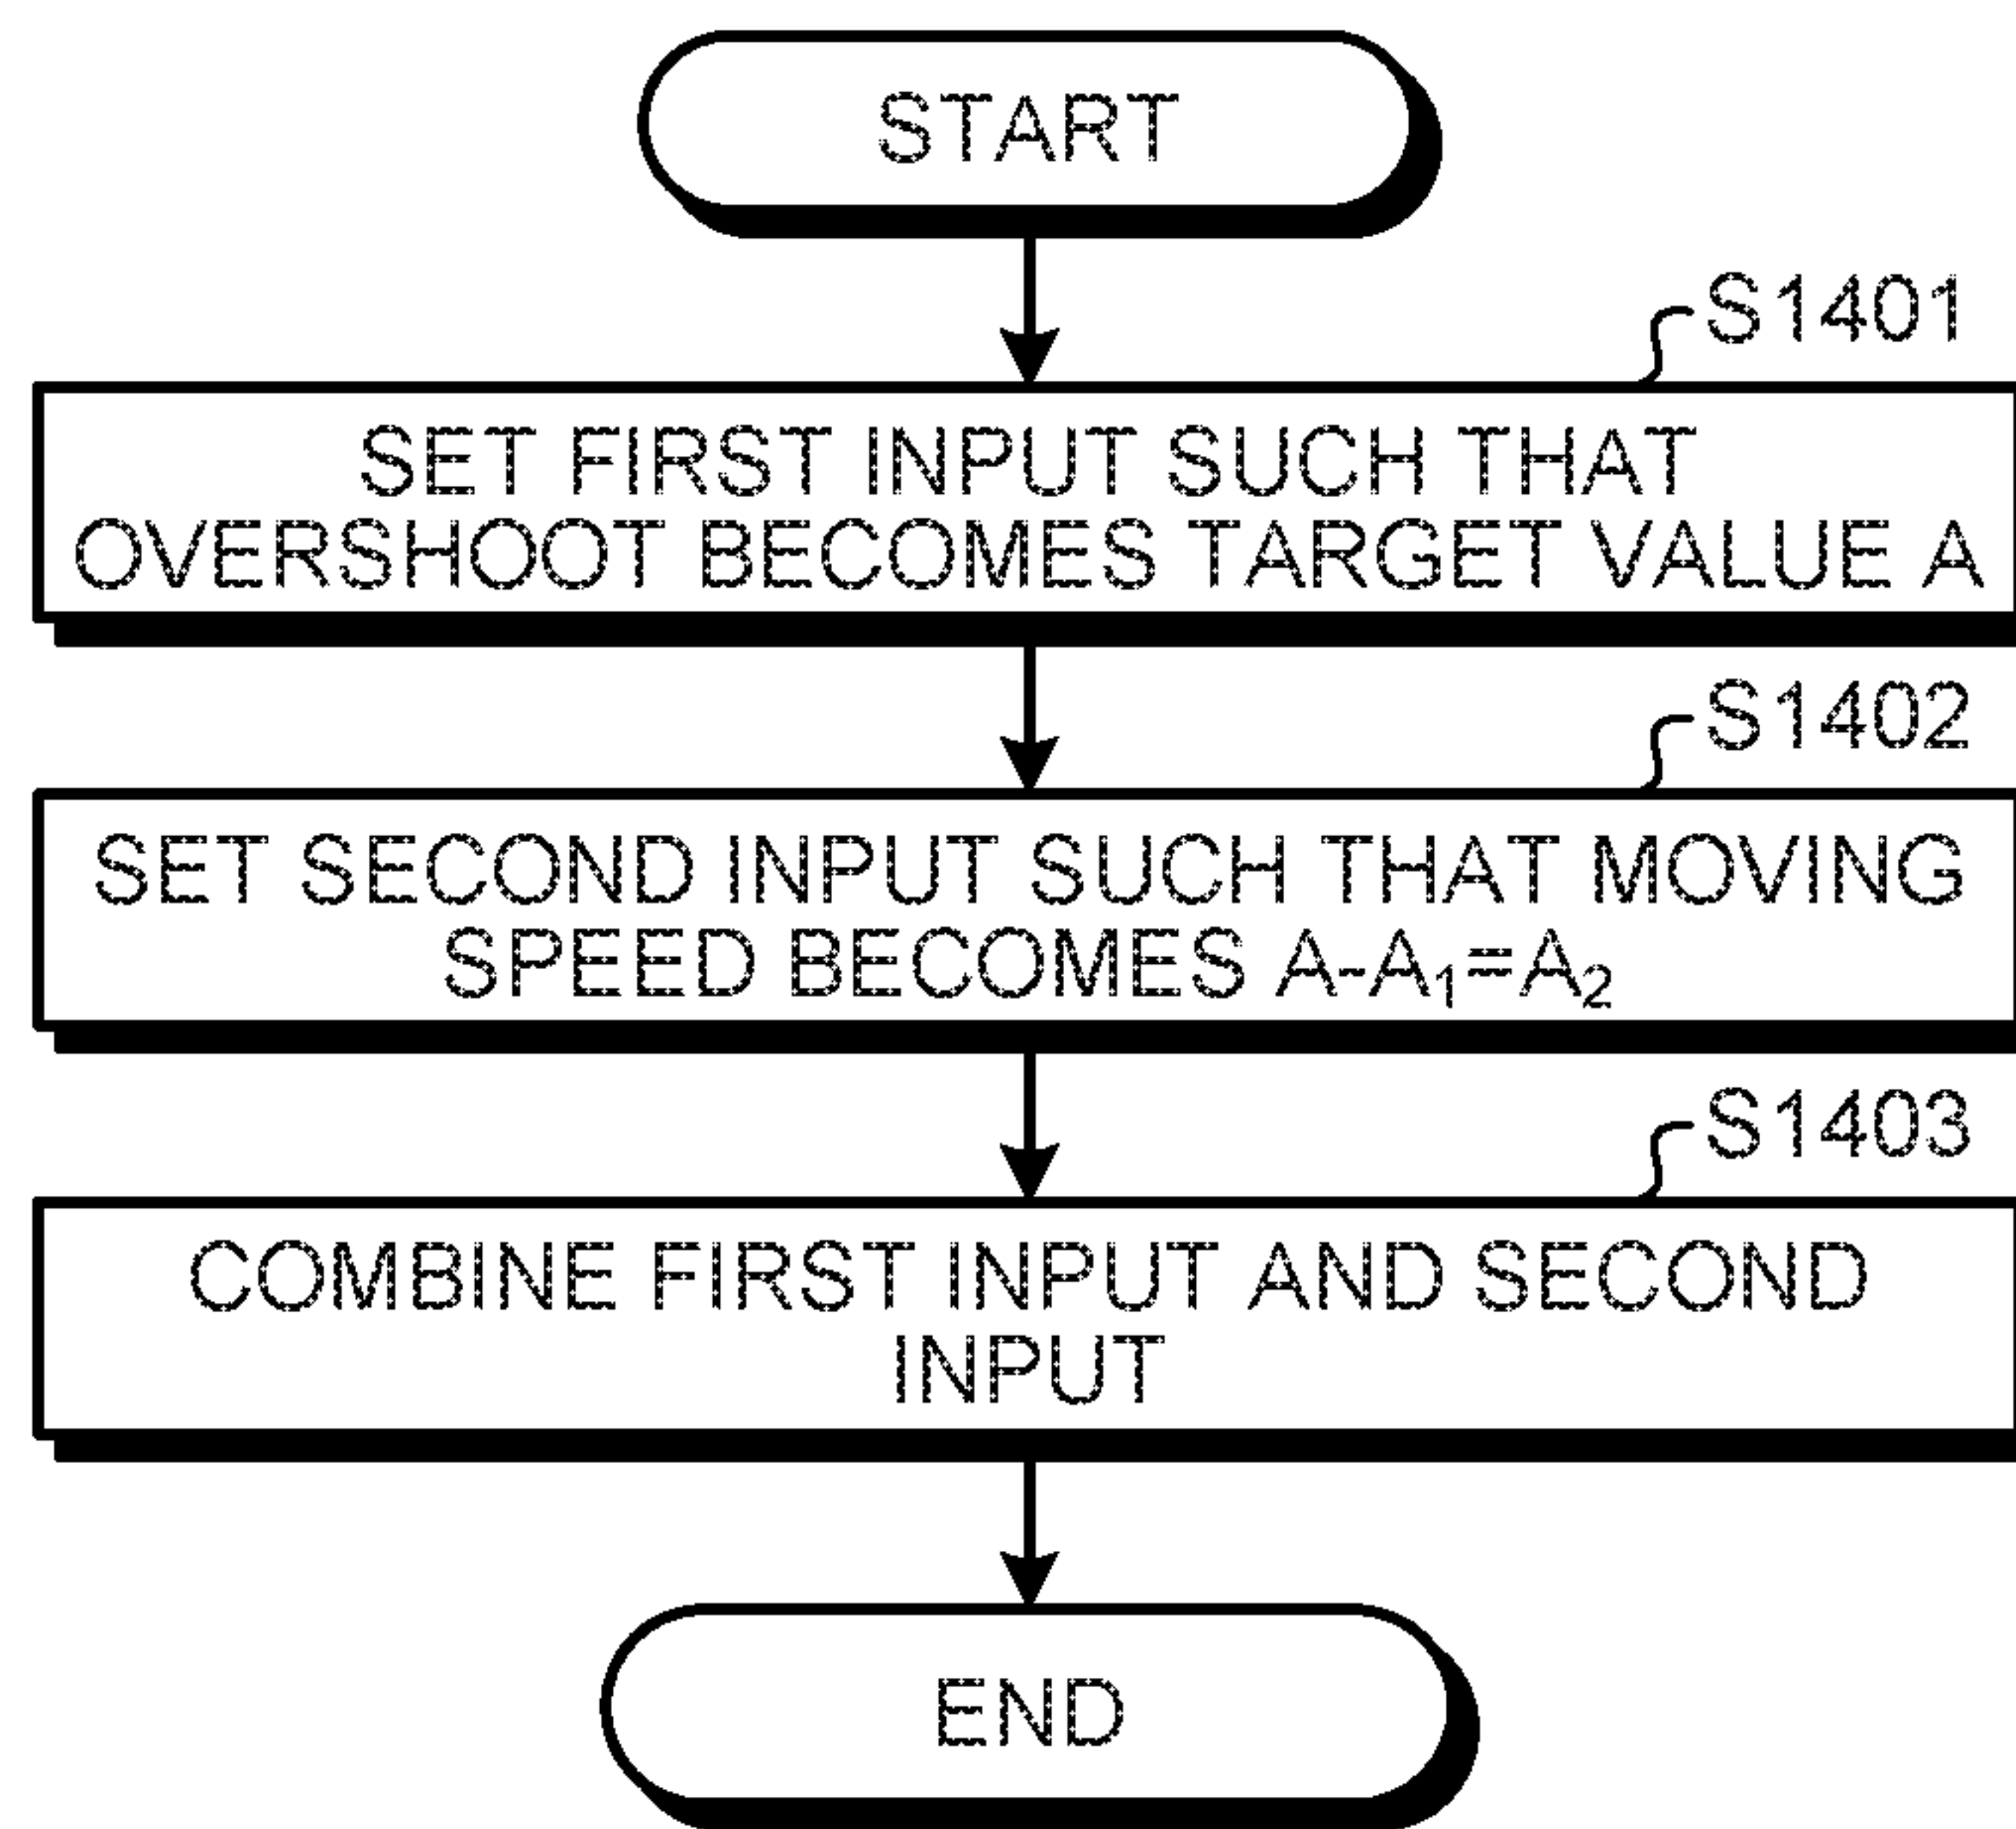 START
S1401
SET FIRST INPUT SUCH THAT
OVERSHOOT BECOMES TARGET VALUE A
S1402
SET SECOND INPUT SUCH THAT MOVING
SPEED BECOMES A-A₁=A₂
S1403
COMBINE FIRST INPUT AND SECOND
INPUT
END